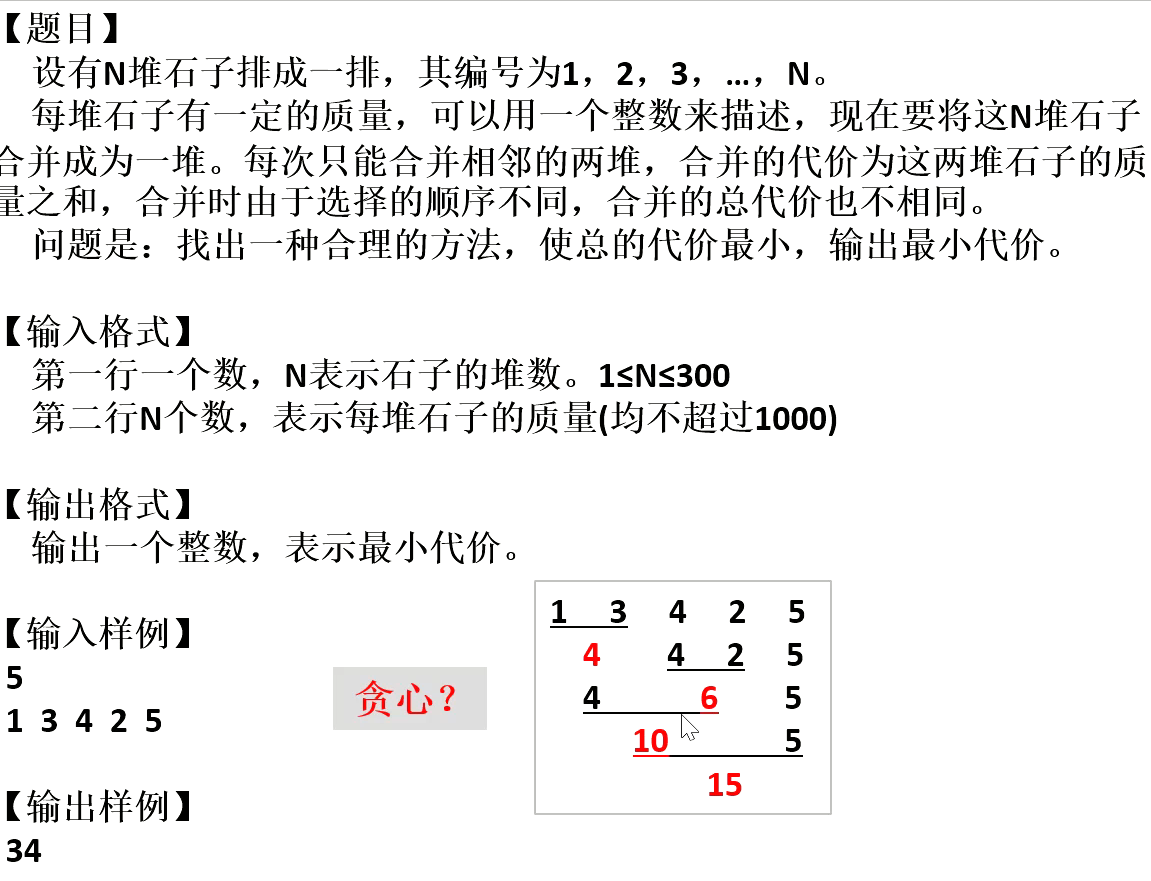 【题目】
设有N堆石子排成一排，其编号为1，2，3，…，N。
每堆石子有一定的质量，可以用一个整数来描述，现在要将这N堆石子
合并成为一堆。每次只能合并相邻的两堆，合并的代价为这两堆石子的质
量之和，合并时由于选择的顺序不同，合并的总代价也不相同。
问题是：找出一种合理的方法，使总的代价最小，输出最小代价。
【输入格式】
第一行一个数，N表示石子的堆数。1≤N≤300
第二行N个数，表示每堆石子的质量(均不超过1000)
【输出格式】
输出一个整数，表示最小代价。
【输入样例】
5
1 3 4 2 5
【输出样例】
34
贪心？
1 3 4 2 5
4 4 2 5
4 6 5
10 5
15